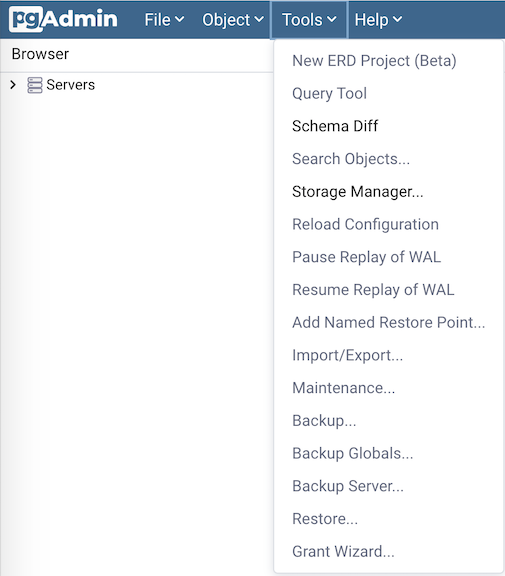 pgAdmin File Object Tools Help
Browser
Servers
New ERD Project (Beta)
Query Tool
Schema Diff
Search Objects...
Storage Manager...
Reload Configuration
Pause Replay of WAL
Resume Replay of WAL
Add Named Restore Point...
Import/Export...
Maintenance...
Backup...
Backup Globals...
Backup Server...
Restore...
Grant Wizard...